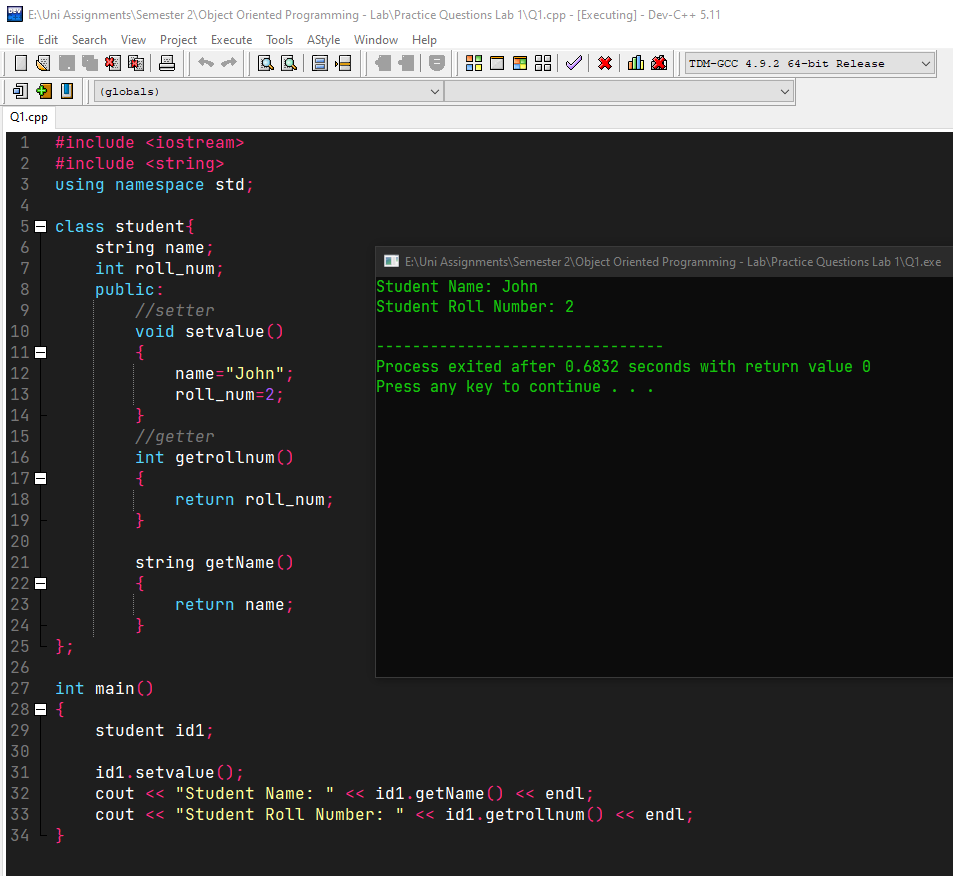 E:\Uni Assignments\Semester 2\Object Oriented Programming - Lab\Practice Questions Lab 1\Q1.cpp - [Executing] - Dev-C++ 5.11
File Edit Search View Project Execute Tools AStyle Window Help
TDM-GCC 4.9.2 64-bit Release
(globals)
Q1.cpp
1 #include <iostream>
2 #include <string>
3 using namespace std;
4
5 class student{
6 string name;
7 int roll_num;
8 public:
9 //setter
10 void setvalue()
11 {
12 name="John";
13 roll_num=2;
14 }
15 //getter
16 int getrollnum()
17 {
18 return roll_num;
19 }
20
21 string getName()
22 {
23 return name;
24 }
25 };
26
27 int main()
28 {
29 student id1;
30
31 id1.setvalue();
32 cout << "Student Name: " << id1.getName() << endl;
33 cout << "Student Roll Number: " << id1.getrollnum() << endl;
34 }
E:\Uni Assignments\Semester 2\Object Oriented Programming - Lab\Practice Questions Lab 1\Q1.exe
Student Name: John
Student Roll Number: 2
--------------------------------
Process exited after 0.6832 seconds with return value 0
Press any key to continue . . .